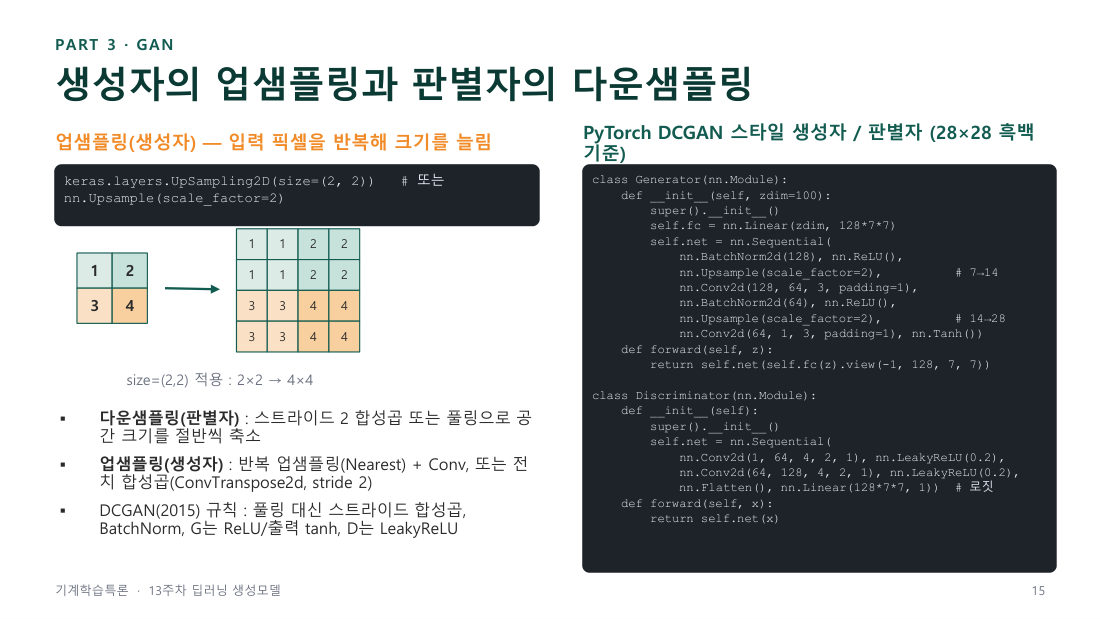 PART 3 · GAN
생성자의 업샘플링과 판별자의 다운샘플링
업샘플링(생성자) — 입력 픽셀을 반복해 크기를 늘림
keras.layers.UpSampling2D(size=(2, 2))   # 또는
nn.Upsample(scale_factor=2)
1 2
3 4
1 1 2 2
1 1 2 2
3 3 4 4
3 3 4 4
size=(2,2) 적용 : 2×2 → 4×4
▪ 다운샘플링(판별자) : 스트라이드 2 합성곱 또는 풀링으로 공
간 크기를 절반씩 축소
▪ 업샘플링(생성자) : 반복 업샘플링(Nearest) + Conv, 또는 전
치 합성곱(ConvTranspose2d, stride 2)
▪ DCGAN(2015) 규칙 : 풀링 대신 스트라이드 합성곱,
BatchNorm, G는 ReLU/출력 tanh, D는 LeakyReLU
PyTorch DCGAN 스타일 생성자 / 판별자 (28×28 흑백
기준)
class Generator(nn.Module):
    def __init__(self, zdim=100):
        super().__init__()
        self.fc = nn.Linear(zdim, 128*7*7)
        self.net = nn.Sequential(
            nn.BatchNorm2d(128), nn.ReLU(),
            nn.Upsample(scale_factor=2),          # 7→14
            nn.Conv2d(128, 64, 3, padding=1),
            nn.BatchNorm2d(64), nn.ReLU(),
            nn.Upsample(scale_factor=2),          # 14→28
            nn.Conv2d(64, 1, 3, padding=1), nn.Tanh())
    def forward(self, z):
        return self.net(self.fc(z).view(-1, 128, 7, 7))
class Discriminator(nn.Module):
    def __init__(self):
        super().__init__()
        self.net = nn.Sequential(
            nn.Conv2d(1, 64, 4, 2, 1), nn.LeakyReLU(0.2),
            nn.Conv2d(64, 128, 4, 2, 1), nn.LeakyReLU(0.2),
            nn.Flatten(), nn.Linear(128*7*7, 1))  # 로짓
    def forward(self, x):
        return self.net(x)
기계학습특론 · 13주차 딥러닝 생성모델
15